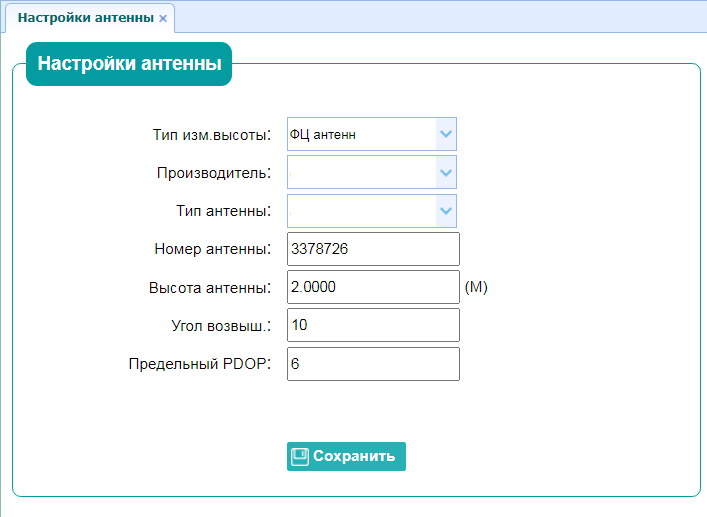 Настройки антенны ×
Настройки антенны
Тип изм.высоты: ФЦ антенн
Производитель:
Тип антенны:
Номер антенны: 3378726
Высота антенны: 2.0000 (М)
Угол возвыш.: 10
Предельный PDOP: 6
Сохранить